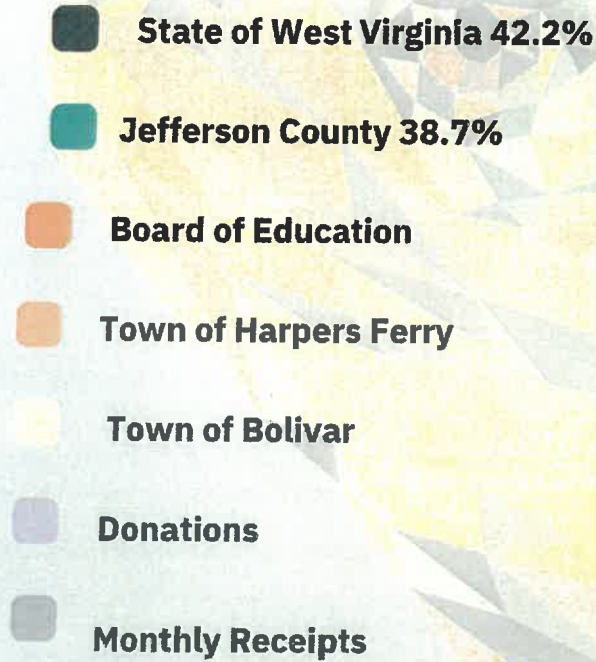 State of West Virginia 42.2%
Jefferson County 38.7%
Board of Education
Town of Harpers Ferry
Town of Bolivar
Donations
Monthly Receipts